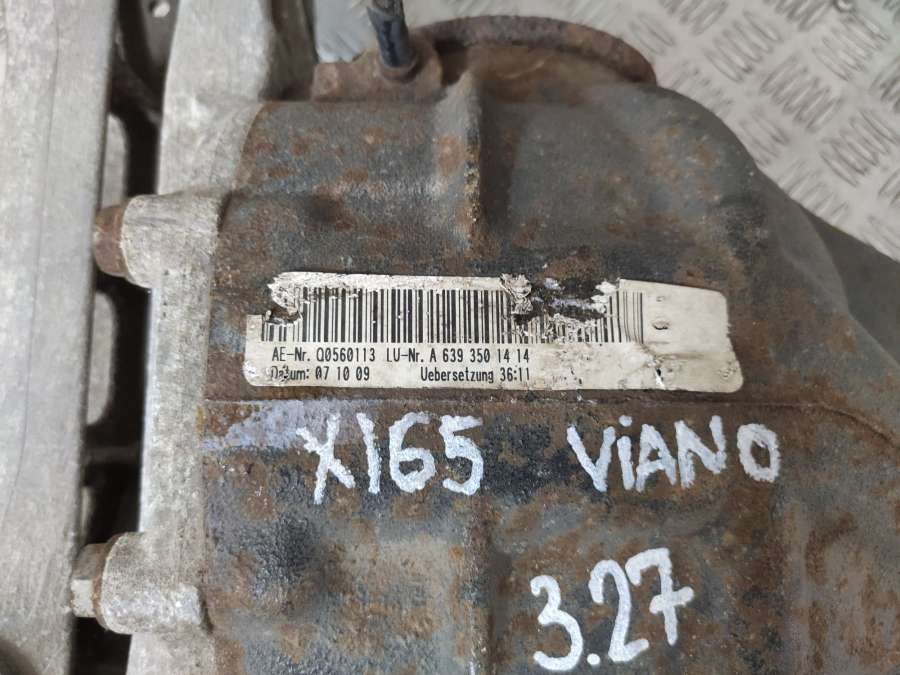 AE-Nr. Q0560113 LU-Nr. A 639 350 14 14
Datum: 07 10 09 Uebersetzung 36:11
X165 ViANO
3.27